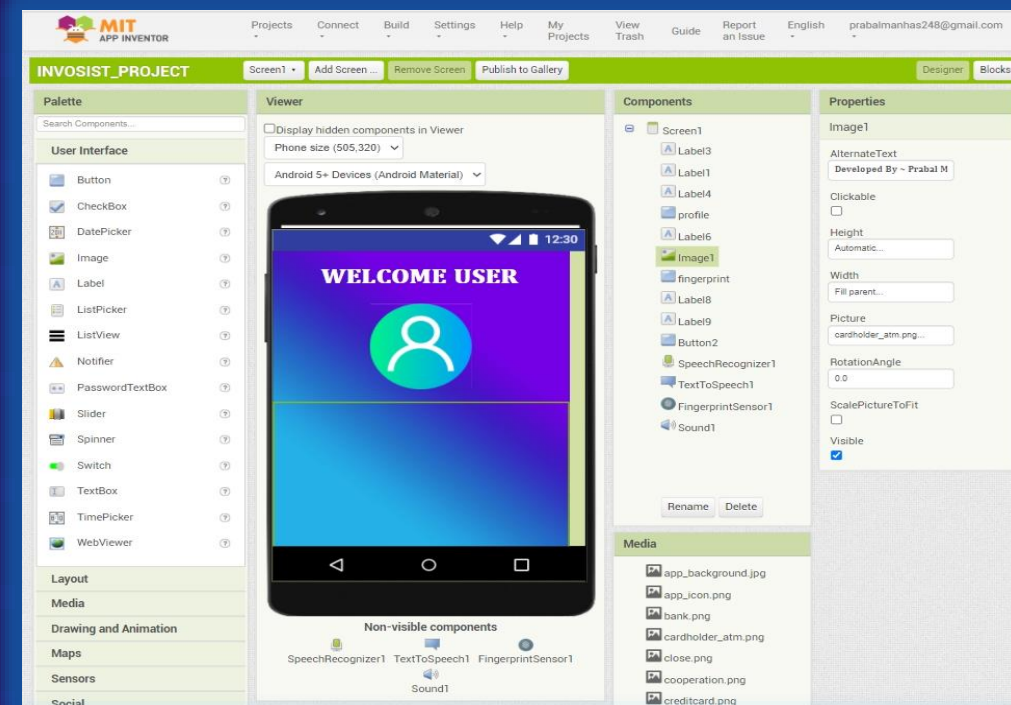 MIT
APP INVENTOR
Projects Connect Build Settings Help My Projects View Trash Guide Report an Issue English prabalmanhas248@gmail.com
INVOSIST_PROJECT Screen1 Add Screen ... Remove Screen Publish to Gallery Designer Blocks
Palette
Search Components...
User Interface
Button
CheckBox
DatePicker
Image
Label
ListPicker
ListView
Notifier
PasswordTextBox
Slider
Spinner
Switch
TextBox
TimePicker
WebViewer
Layout
Media
Drawing and Animation
Maps
Sensors
Social
Viewer
Display hidden components in Viewer
Phone size (505,320)
Android 5+ Devices (Android Material)
12:30
WELCOME USER
Non-visible components
SpeechRecognizer1 TextToSpeech1 FingerprintSensor1
Sound1
Components
Screen1
Label3
Label1
Label4
profile
Label6
Image1
fingerprint
Label8
Label9
Button2
SpeechRecognizer1
TextToSpeech1
FingerprintSensor1
Sound1
Rename Delete
Media
app_background.jpg
app_icon.png
bank.png
cardholder_atm.png
close.png
cooperation.png
creditcard.png
Properties
Image1
AlternateText
Developed By ~ Prabal M
Clickable
Height
Automatic...
Width
Fill parent...
Picture
cardholder_atm.png...
RotationAngle
0.0
ScalePictureToFit
Visible